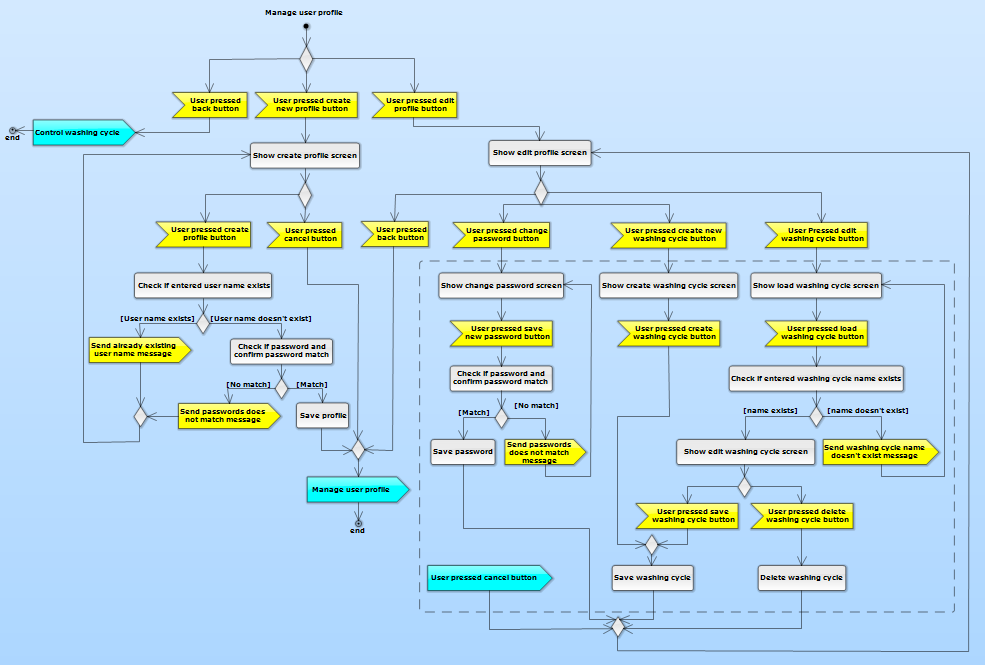 Manage user profile
User pressed
back button
User pressed create
new profile button
User pressed edit
profile button
Control washing cycle
end
Show create profile screen
Show edit profile screen
User pressed create
profile button
User pressed
cancel button
User pressed
back button
User pressed change
password button
User pressed create new
washing cycle button
User Pressed edit
washing cycle button
Check if entered user name exists
Show change password screen
Show create washing cycle screen
Show load washing cycle screen
[User name exists]
[User name doesn't exist]
User pressed save
new password button
User pressed create
washing cycle button
User pressed load
washing cycle button
Send already existing
user name message
Check if password and
confirm password match
Check if password and
confirm password match
Check if entered washing cycle name exists
[No match]
[Match]
[Match]
[No match]
[name exists]
[name doesn't exist]
Send passwords does
not match message
Save profile
Save password
Send passwords
does not match
message
Show edit washing cycle screen
Send washing cycle name
doesn't exist message
Manage user profile
end
User pressed save
washing cycle button
User pressed delete
washing cycle button
User pressed cancel button
Save washing cycle
Delete washing cycle